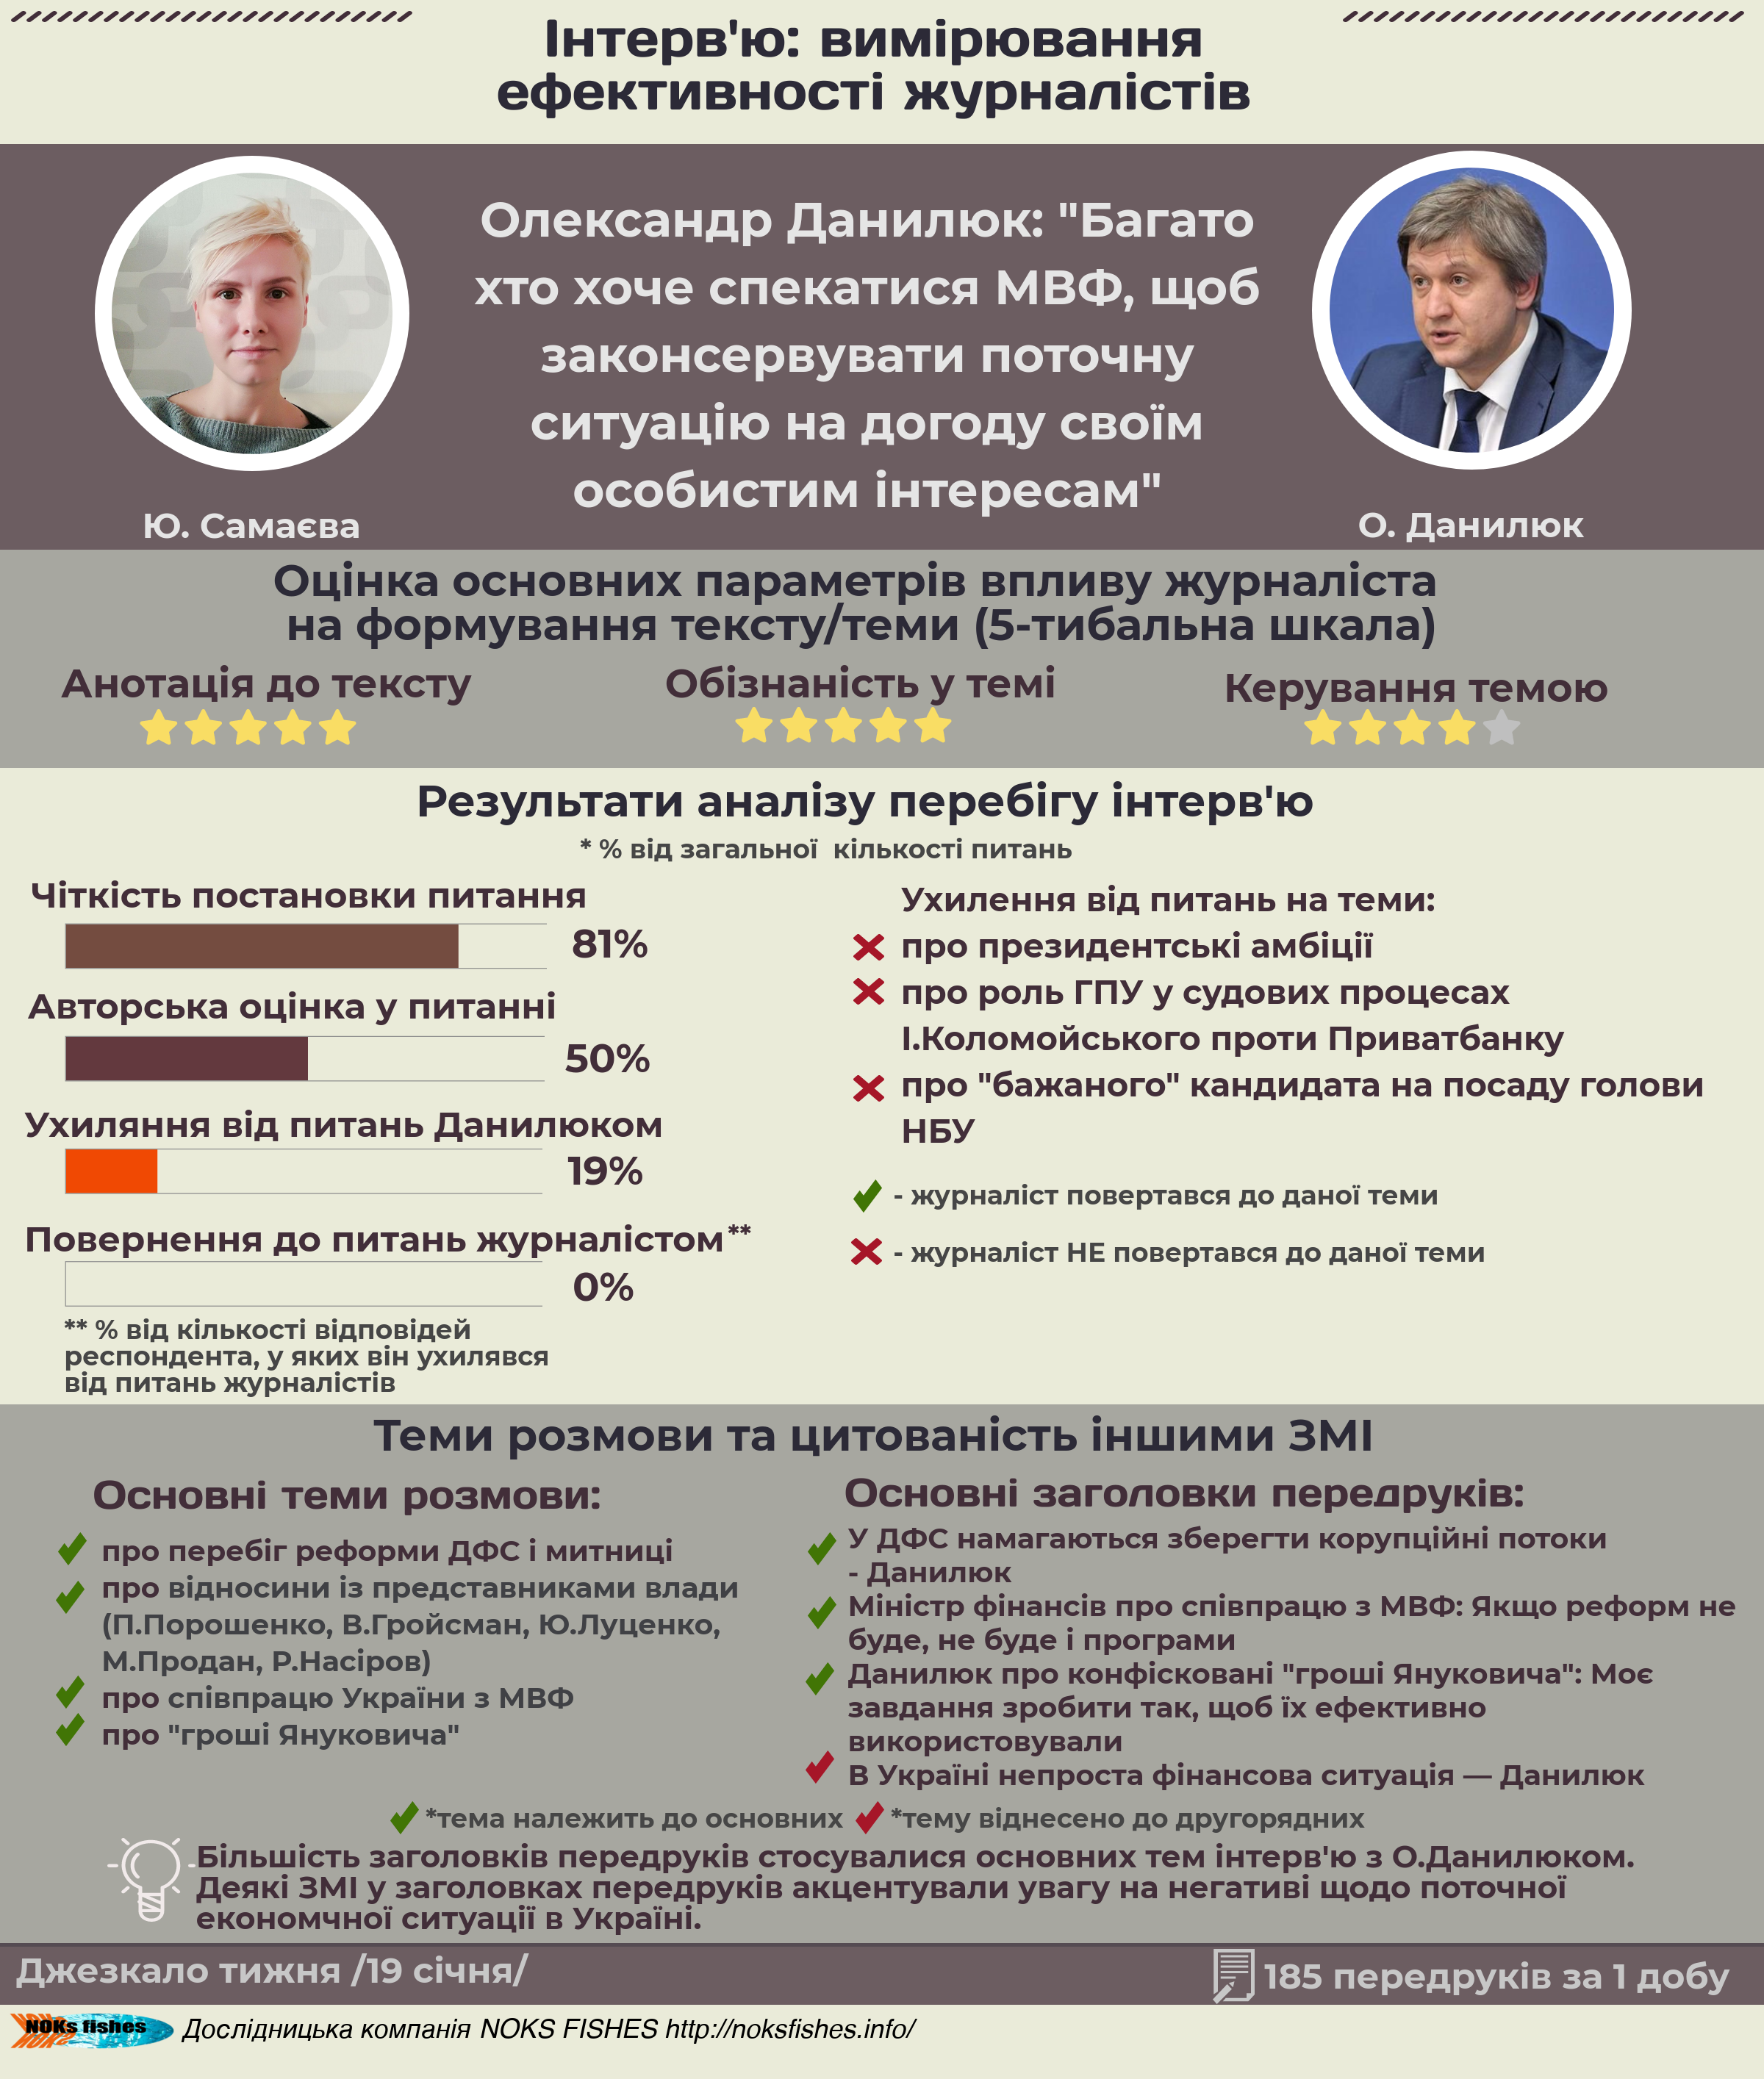 Інтерв'ю: вимірювання
ефективності журналістів
Олександр Данилюк: "Багато
хто хоче спекатися МВФ, щоб
законсервувати поточну
ситуацію на догоду своїм
особистим інтересам"
Ю. Самаєва
О. Данилюк
Оцінка основних параметрів впливу журналіста
на формування тексту/теми (5-тибальна шкала)
Анотація до тексту
Обізнаність у темі
Керування темою
Результати аналізу перебігу інтерв'ю
* % від загальної кількості питань
Чіткість постановки питання
81%
Авторська оцінка у питанні
50%
Ухиляння від питань Данилюком
19%
Повернення до питань журналістом**
0%
** % від кількості відповідей
респондента, у яких він ухилявся
від питань журналістів
Ухилення від питань на теми:
про президентські амбіції
про роль ГПУ у судових процесах
І.Коломойського проти Приватбанку
про "бажаного" кандидата на посаду голови
НБУ
- журналіст повертався до даної теми
- журналіст НЕ повертався до даної теми
Теми розмови та цитованість іншими ЗМІ
Основні теми розмови:
про перебіг реформи ДФС і митниці
про відносини із представниками влади
(П.Порошенко, В.Гройсман, Ю.Луценко,
М.Продан, Р.Насіров)
про співпрацю України з МВФ
про "гроші Януковича"
Основні заголовки передруків:
У ДФС намагаються зберегти корупційні потоки
- Данилюк
Міністр фінансів про співпрацю з МВФ: Якщо реформ не
буде, не буде і програми
Данилюк про конфісковані "гроші Януковича": Моє
завдання зробити так, щоб їх ефективно
використовували
В Україні непроста фінансова ситуація — Данилюк
*тема належить до основних
*тему віднесено до другорядних
Більшість заголовків передруків стосувалися основних тем інтерв'ю з О.Данилюком.
Деякі ЗМІ у заголовках передруків акцентували увагу на негативі щодо поточної
економчної ситуації в Україні.
Джезкало тижня /19 січня/
185 передруків за 1 добу
NOKs fishes
Дослідницька компанія NOKS FISHES http://noksfishes.info/